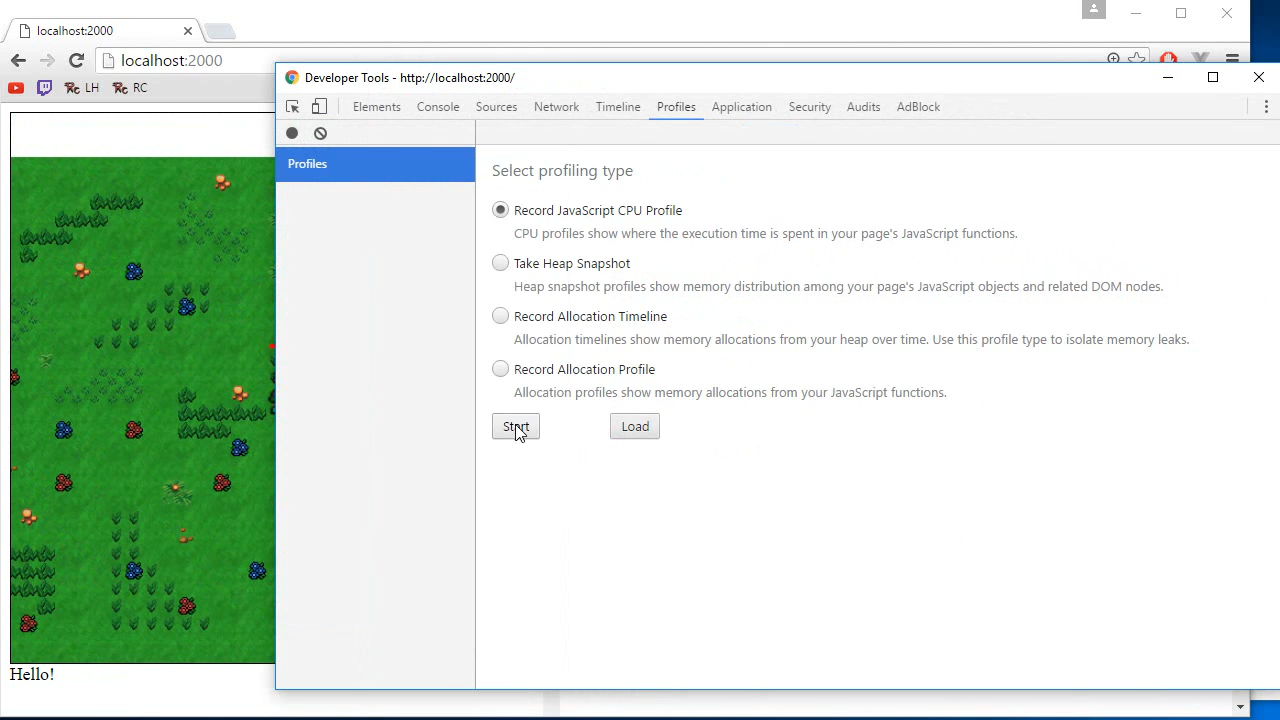 localhost:2000
localhost:2000
LH RC
Developer Tools - http://localhost:2000/
Elements Console Sources Network Timeline Profiles Application Security Audits AdBlock
Profiles
Select profiling type
Record JavaScript CPU Profile
CPU profiles show where the execution time is spent in your page's JavaScript functions.
Take Heap Snapshot
Heap snapshot profiles show memory distribution among your page's JavaScript objects and related DOM nodes.
Record Allocation Timeline
Allocation timelines show memory allocations from your heap over time. Use this profile type to isolate memory leaks.
Record Allocation Profile
Allocation profiles show memory allocations from your JavaScript functions.
Start Load
Hello!